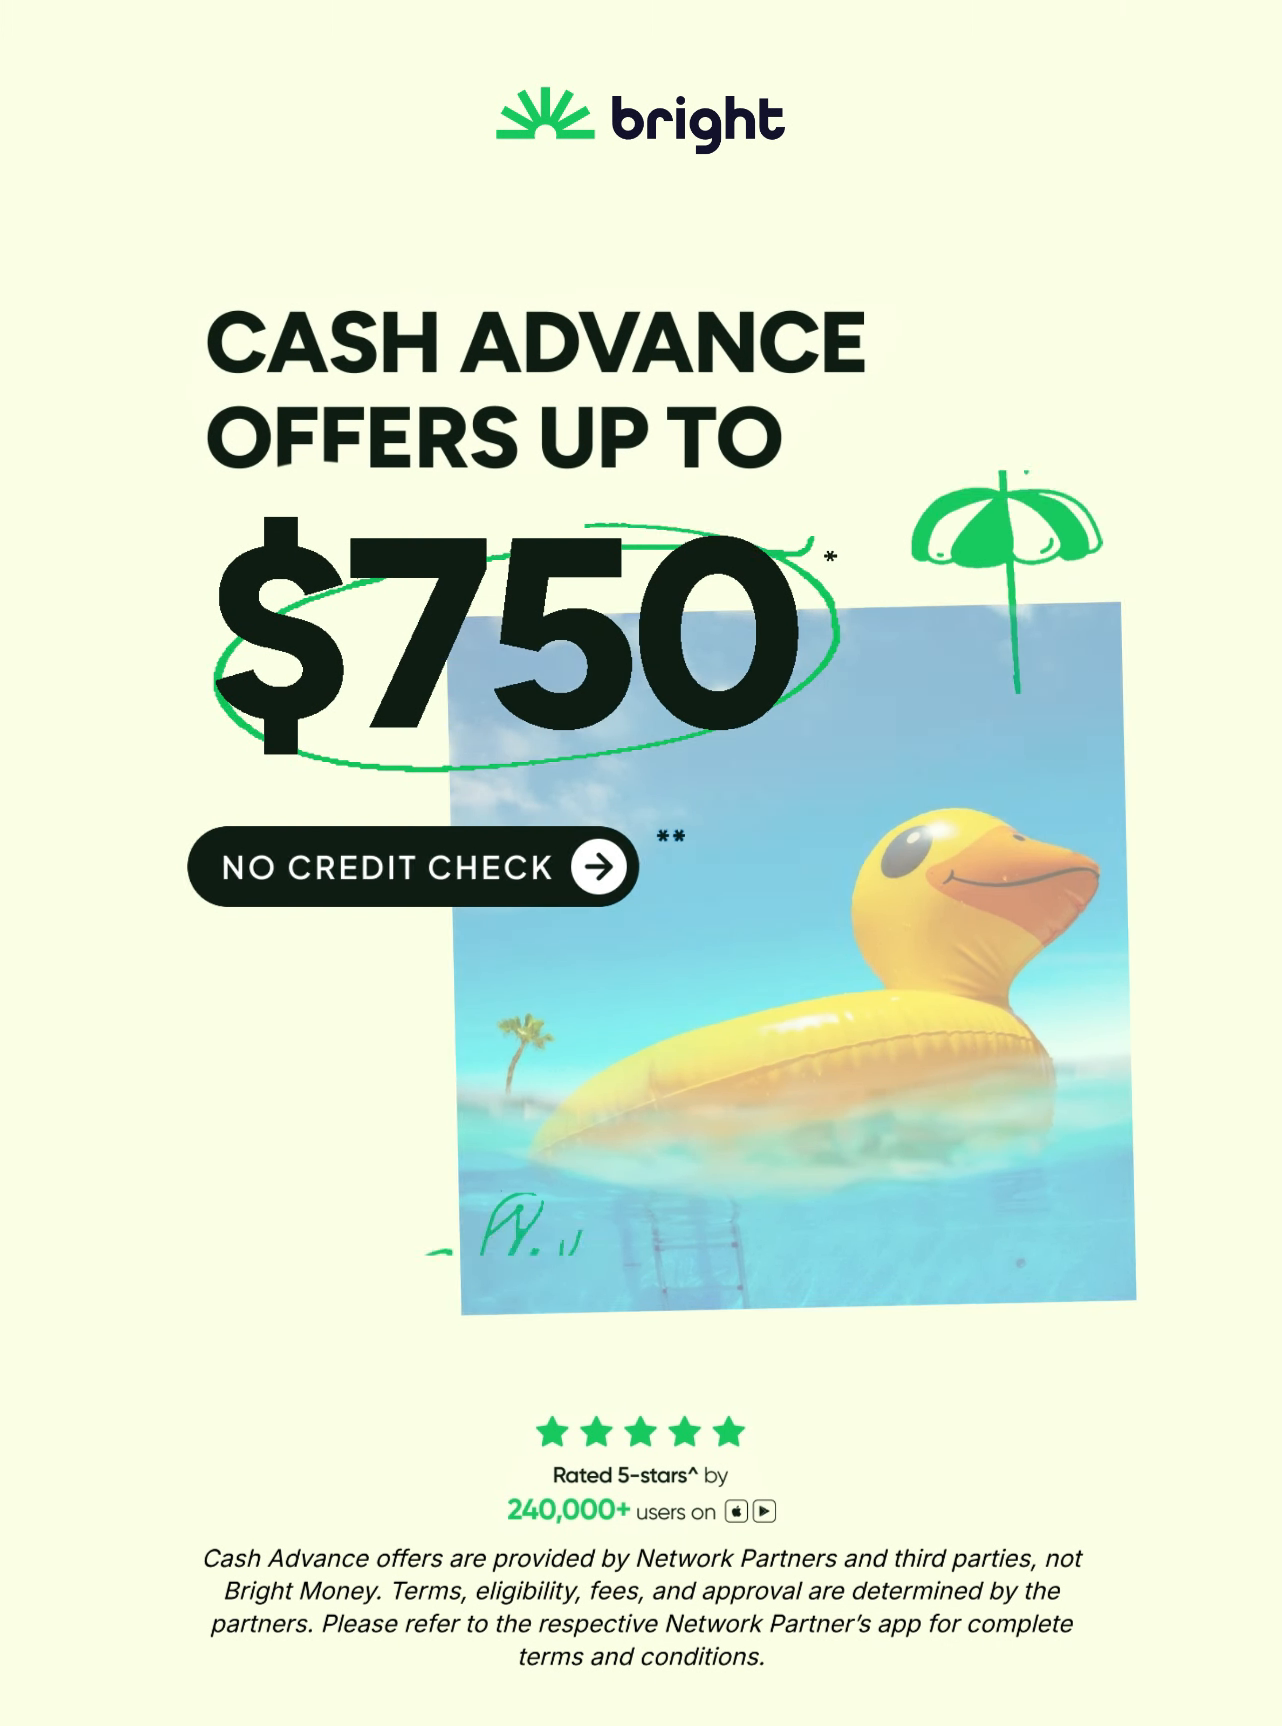 bright
CASH ADVANCE
OFFERS UP TO
$750*
NO CREDIT CHECK **
Rated 5-stars^ by
240,000+ users on
Cash Advance offers are provided by Network Partners and third parties, not
Bright Money. Terms, eligibility, fees, and approval are determined by the
partners. Please refer to the respective Network Partner’s app for complete
terms and conditions.